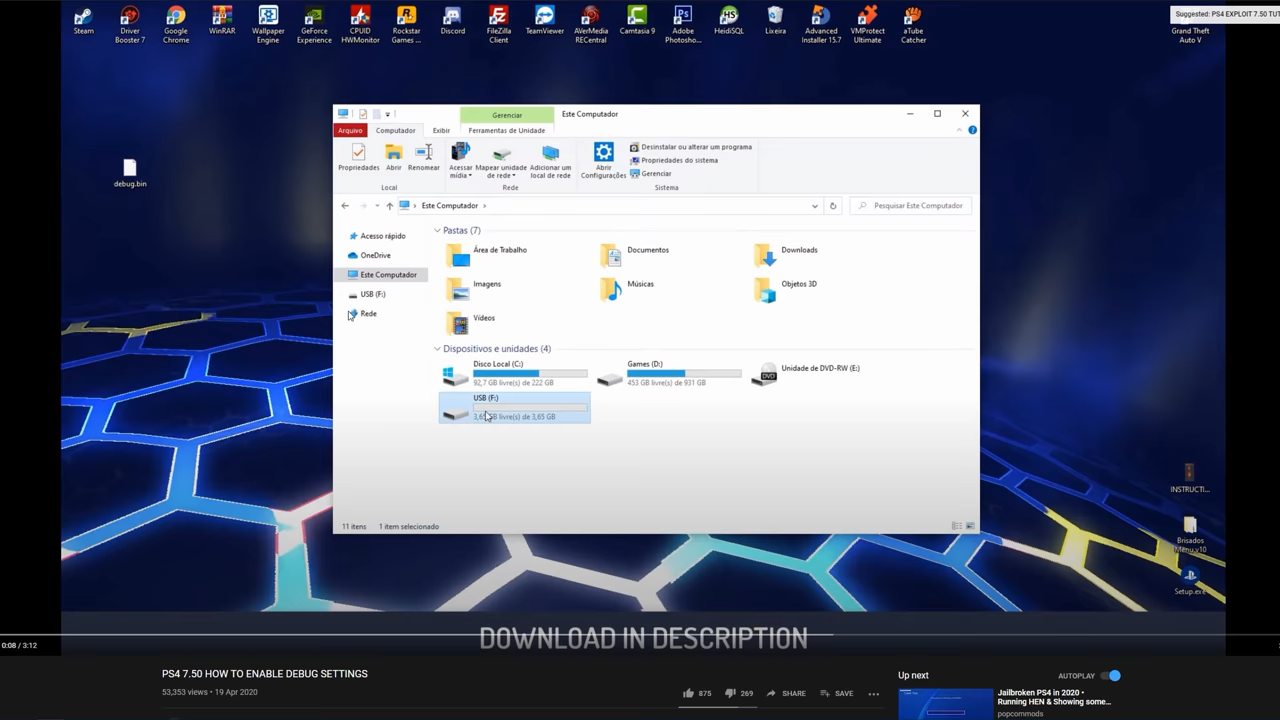 Suggested: PS4 EXPLOIT 7.50 TUT
Steam
Driver Booster 7
Google Chrome
WinRAR
Wallpaper Engine
GeForce Experience
CPUID HWMonitor
Rockstar Games ...
Discord
FileZilla Client
TeamViewer
AVerMedia RECentral
Camtasia 9
Adobe Photosho...
HeidiSQL
Lixeira
Advanced Installer 15.7
VMProtect Ultimate
aTube Catcher
Grand Theft Auto V
debug.bin
Gerenciar
Este Computador
Arquivo
Computador
Exibir
Ferramentas de Unidade
Propriedades
Abrir
Renomear
Acessar mídia
Mapear unidade de rede
Adicionar um local de rede
Abrir Configurações
Desinstalar ou alterar um programa
Propriedades do sistema
Gerenciar
Local
Rede
Sistema
Este Computador
Pesquisar Este Computador
Acesso rápido
OneDrive
Este Computador
USB (F:)
Rede
Pastas (7)
Área de Trabalho
Documentos
Downloads
Imagens
Músicas
Objetos 3D
Vídeos
Dispositivos e unidades (4)
Disco Local (C:)
92,7 GB livre(s) de 222 GB
Games (D:)
453 GB livre(s) de 931 GB
DVD
Unidade de DVD-RW (E:)
USB (F:)
3,65 GB livre(s) de 3,65 GB
11 itens
1 item selecionado
INSTRUCTI...
Brisados Menu.v10
Setup.exe
DOWNLOAD IN DESCRIPTION
0:08 / 3:12
PS4 7.50 HOW TO ENABLE DEBUG SETTINGS
53,353 views • 19 Apr 2020
875
269
SHARE
SAVE
Up next
AUTOPLAY
Jailbroken PS4 in 2020 •
Running HEN & Showing some...
popcommods